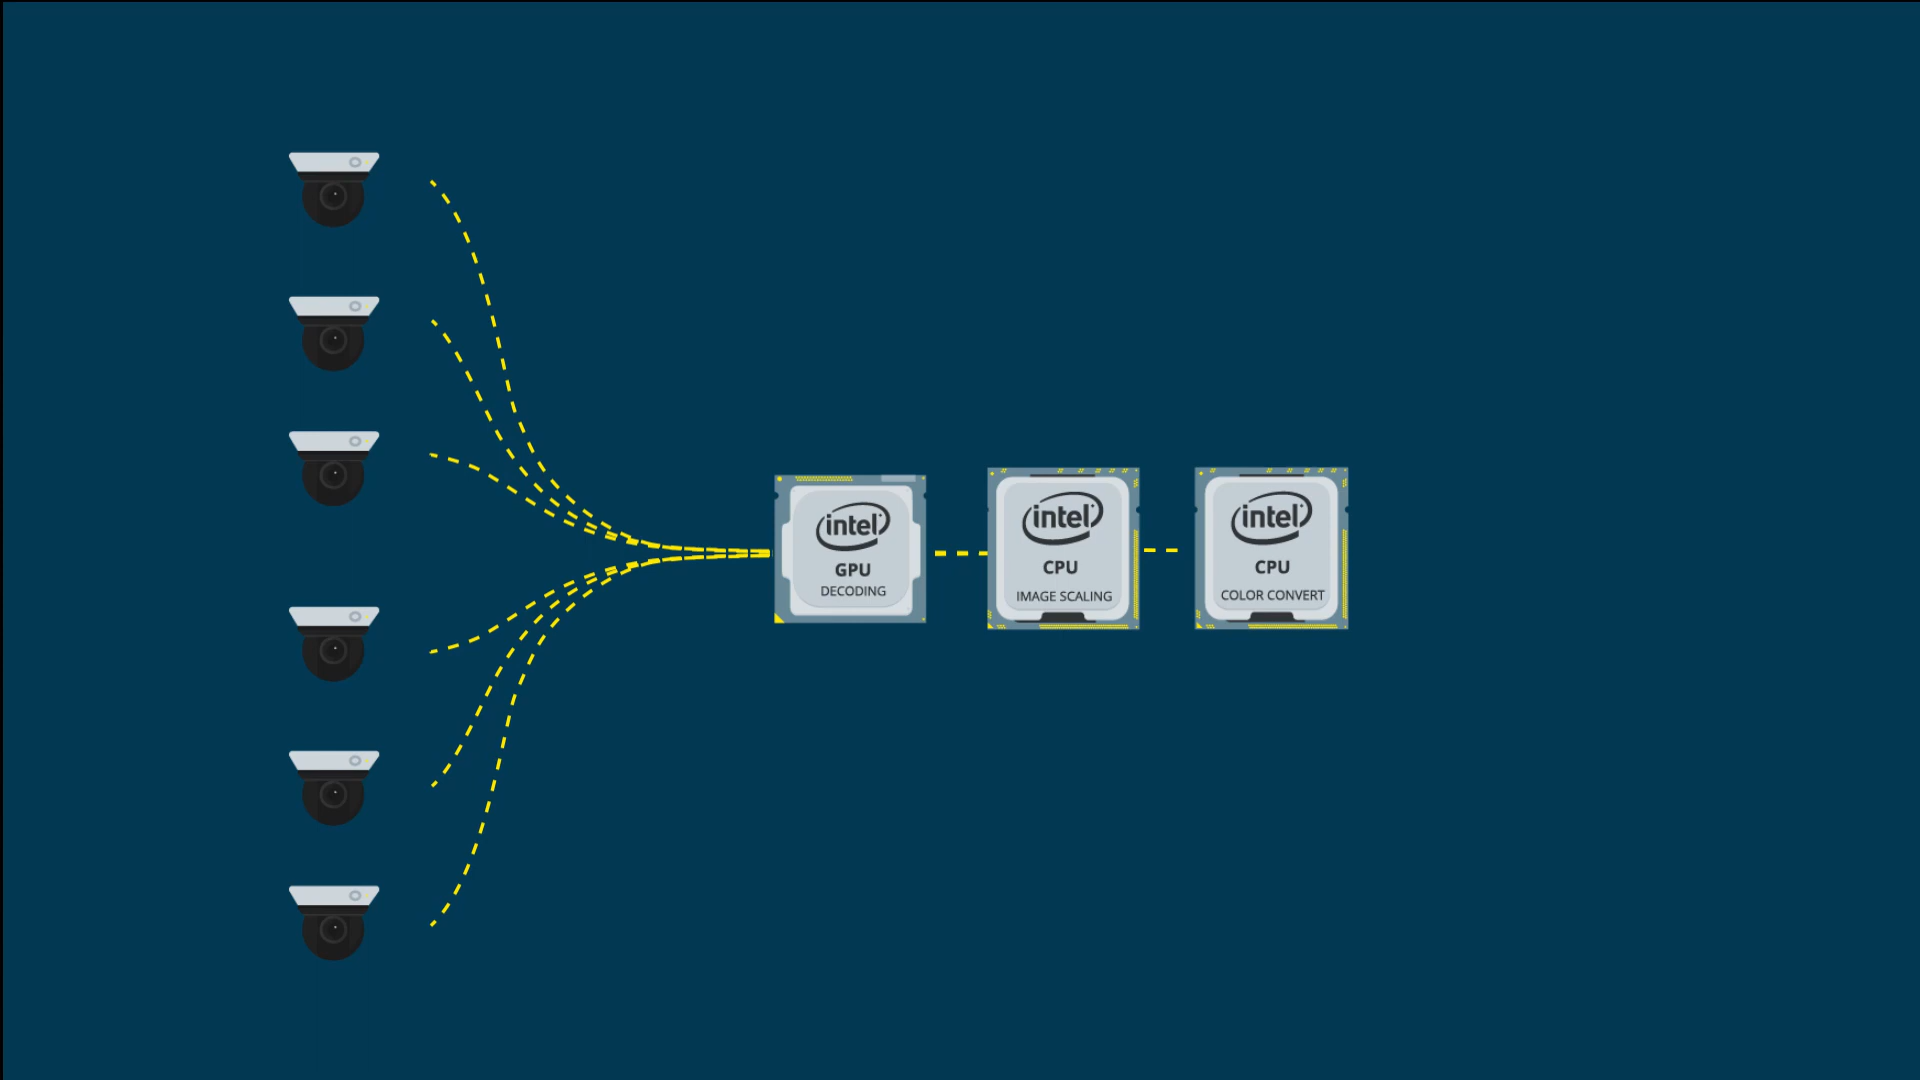 intel
GPU
DECODING
intel
CPU
IMAGE SCALING
intel
CPU
COLOR CONVERT